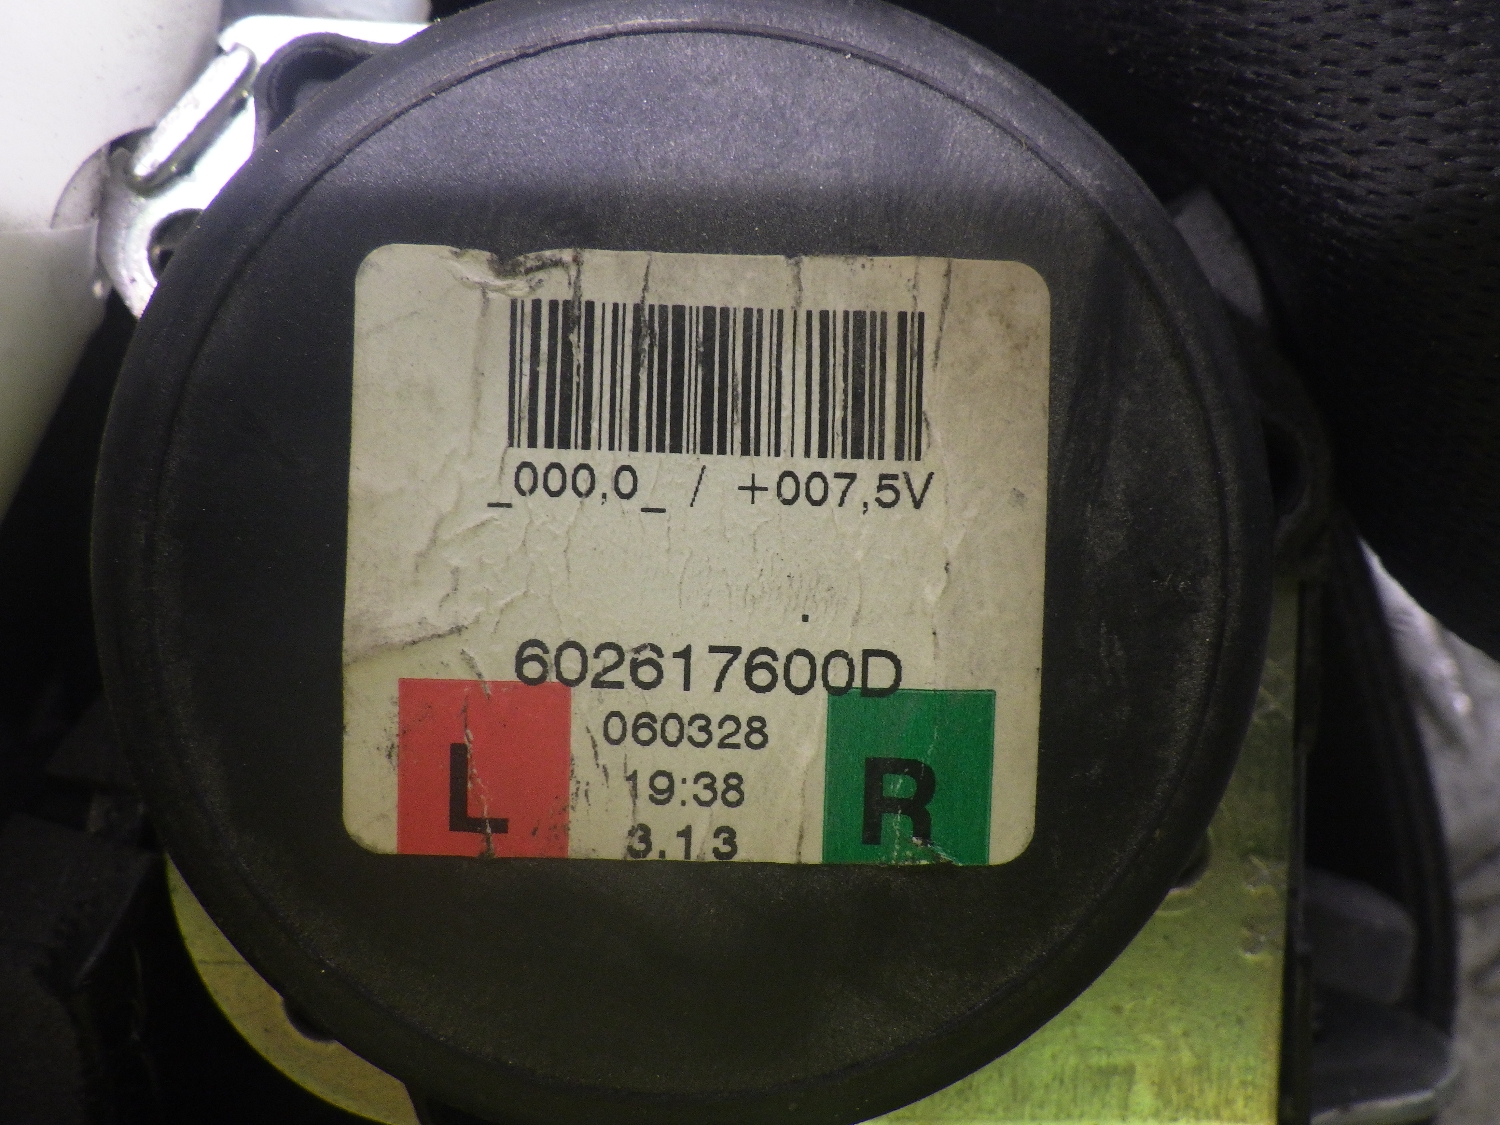 _000,0_ / +007,5V
602617600D
060328
19:38
3.13
L
R